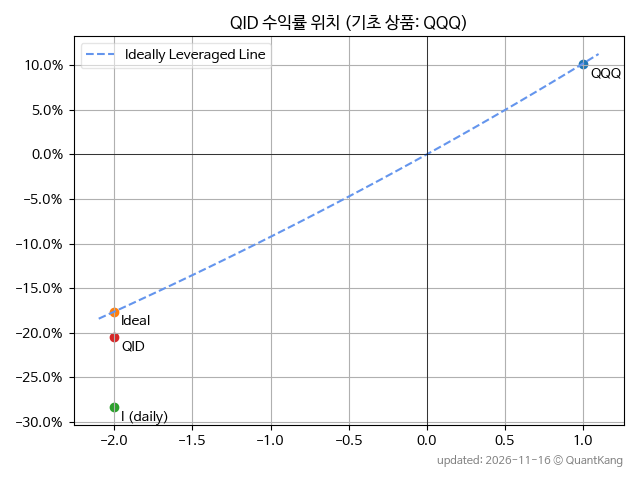 QID 수익률 위치 (기초 상품: QQQ)
Ideally Leveraged Line
10.0%
5.0%
0.0%
−5.0%
−10.0%
−15.0%
−20.0%
−25.0%
−30.0%
QQQ
Ideal
QID
I (daily)
−2.0 −1.5 −1.0 −0.5 0.0 0.5 1.0
updated: 2026-11-16 © QuantKang